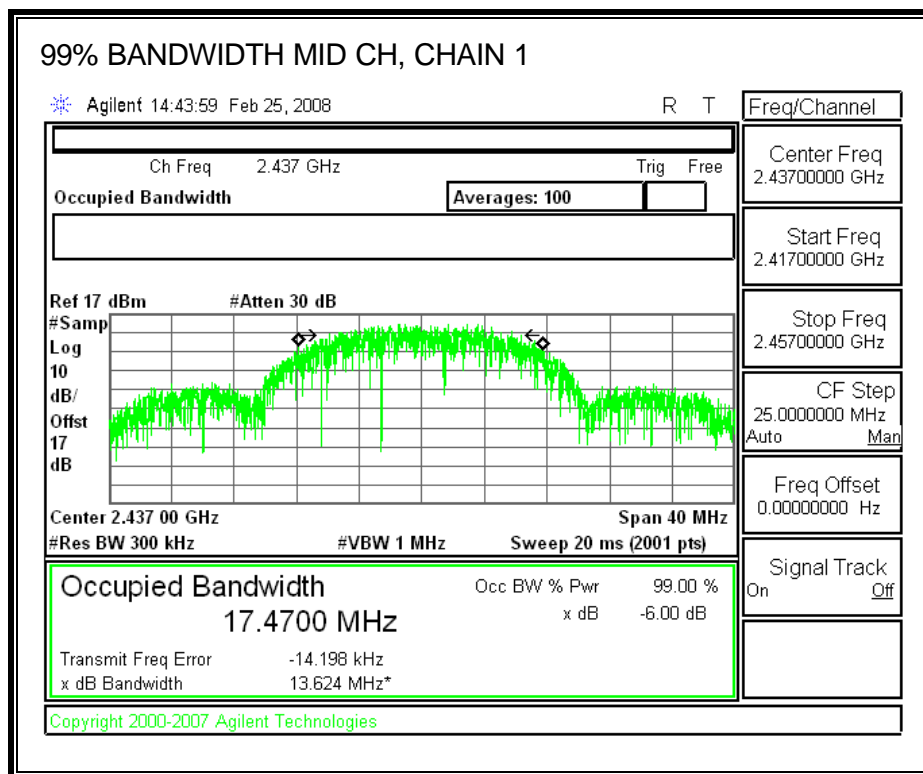 99% BANDWIDTH MID CH, CHAIN 1
Agilent 14:43:59 Feb 25, 2008 R T
Freq/Channel
Ch Freq 2.437 GHz Trig Free
Occupied Bandwidth Averages: 100
Center Freq
2.43700000 GHz
Start Freq
2.41700000 GHz
Stop Freq
2.45700000 GHz
CF Step
25.0000000 MHz
Auto Man
Freq Offset
0.00000000 Hz
Signal Track
On Off
Ref 17 dBm #Atten 30 dB
#Samp
Log
10
dB/
Offst
17
dB
Center 2.437 00 GHz Span 40 MHz
#Res BW 300 kHz #VBW 1 MHz Sweep 20 ms (2001 pts)
Occupied Bandwidth Occ BW % Pwr 99.00 %
17.4700 MHz x dB -6.00 dB
Transmit Freq Error -14.198 kHz
x dB Bandwidth 13.624 MHz*
Copyright 2000-2007 Agilent Technologies